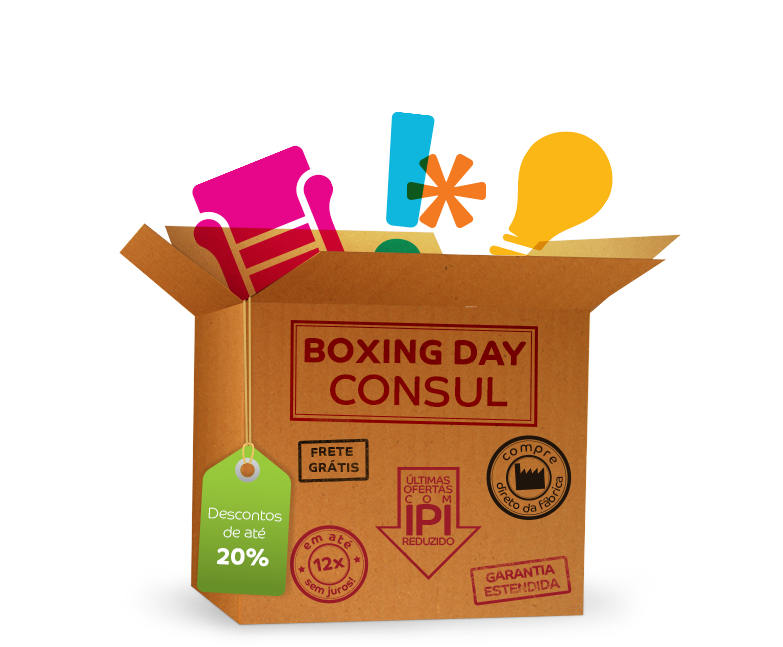 BOXING DAY
CONSUL
FRETE
GRÁTIS
compre
direto da fábrica
ÚLTIMAS
OFERTAS
COM
IPI
REDUZIDO
Descontos
de até
20%
em até
12x
sem juros!
GARANTIA
ESTENDIDA